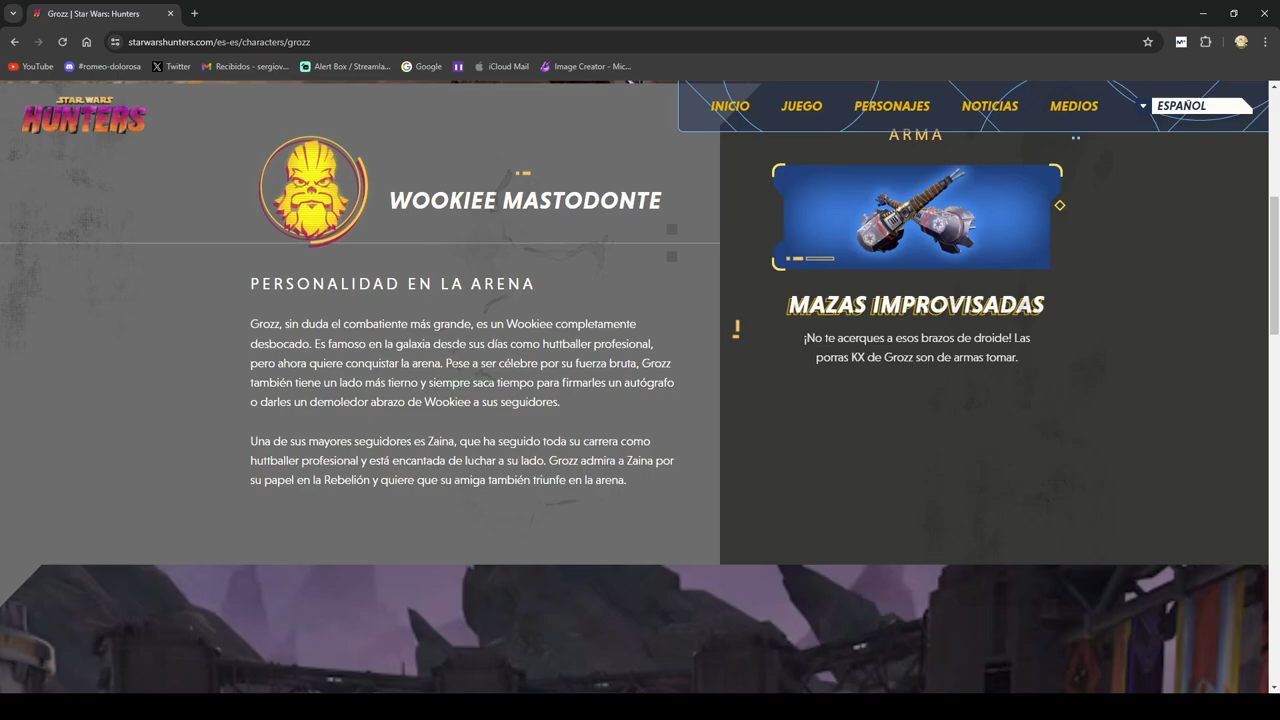 Grozz | Star Wars: Hunters
starwarshunters.com/es-es/characters/grozz
YouTube
#romeo-dolorosa
Twitter
Recibidos - sergiov...
Alert Box / Streamla...
Google
iCloud Mail
Image Creator - Mic...
STAR WARS
HUNTERS
INICIO
JUEGO
PERSONAJES
NOTICIAS
MEDIOS
ESPAÑOL
WOOKIEE MASTODONTE
PERSONALIDAD EN LA ARENA
Grozz, sin duda el combatiente más grande, es un Wookiee completamente
desbocado. Es famoso en la galaxia desde sus días como huttballer profesional,
pero ahora quiere conquistar la arena. Pese a ser célebre por su fuerza bruta, Grozz
también tiene un lado más tierno y siempre saca tiempo para firmarles un autógrafo
o darles un demoledor abrazo de Wookiee a sus seguidores.
Una de sus mayores seguidores es Zaina, que ha seguido toda su carrera como
huttballer profesional y está encantada de luchar a su lado. Grozz admira a Zaina por
su papel en la Rebelión y quiere que su amiga también triunfe en la arena.
ARMA
MAZAS IMPROVISADAS
¡No te acerques a esos brazos de droide! Las
porras KX de Grozz son de armas tomar.